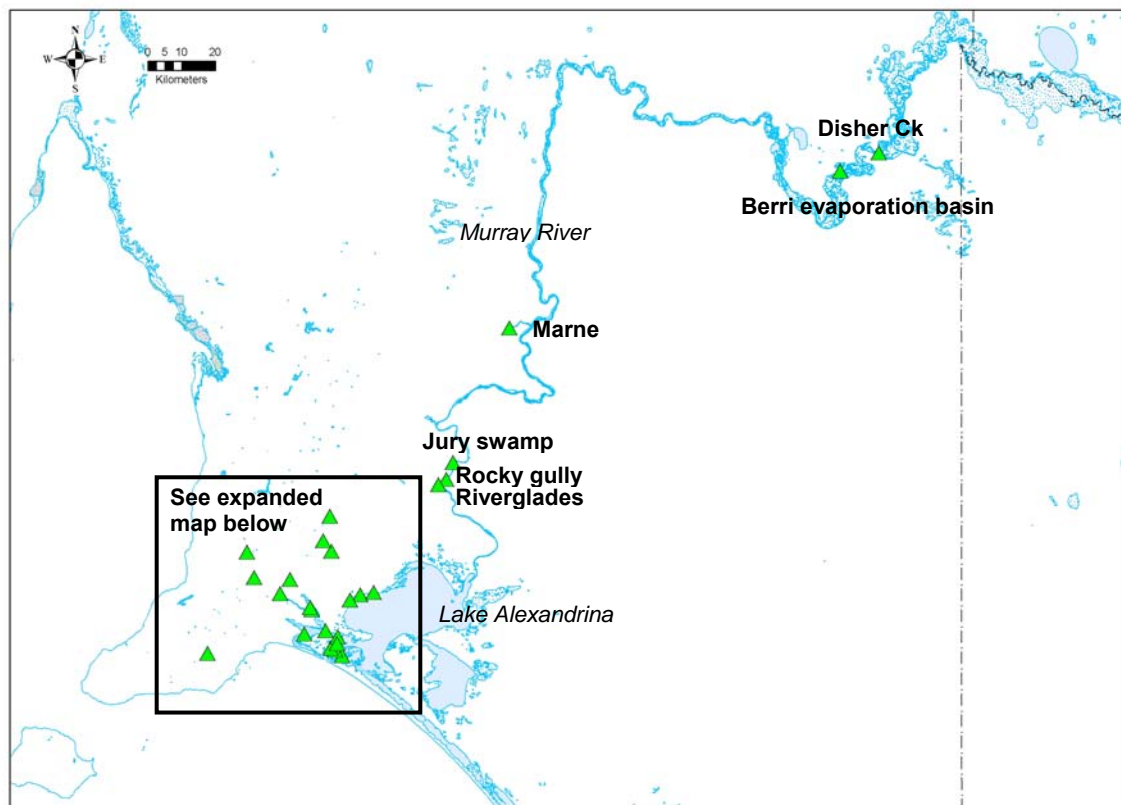 N
W E
S
0 5 10 20
Kilometers
Disher Ck
Berri evaporation basin
Murray River
Marne
Jury swamp
Rocky gully
Riverglades
See expanded
map below
Lake Alexandrina